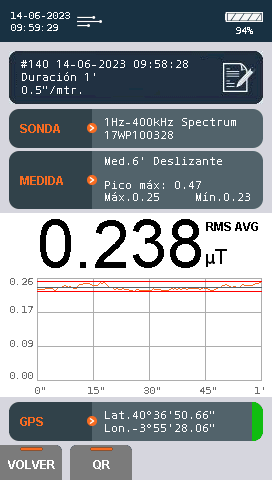 14-06-2023
09:59:29
94%
#140 14-06-2023 09:58:28
Duración 1'
0.5"/mtr.
SONDA
1Hz-400kHz Spectrum
17WP100328
MEDIDA
Med.6' Deslizante
Pico máx: 0.47
Máx.0.25 Mín.0.23
0.238
RMS AVG
µT
0.26
0.17
0.09
0.00
0" 15" 30" 45" 1'
GPS
Lat.40°36'50.66"
Lon.-3°55'28.06"
VOLVER QR